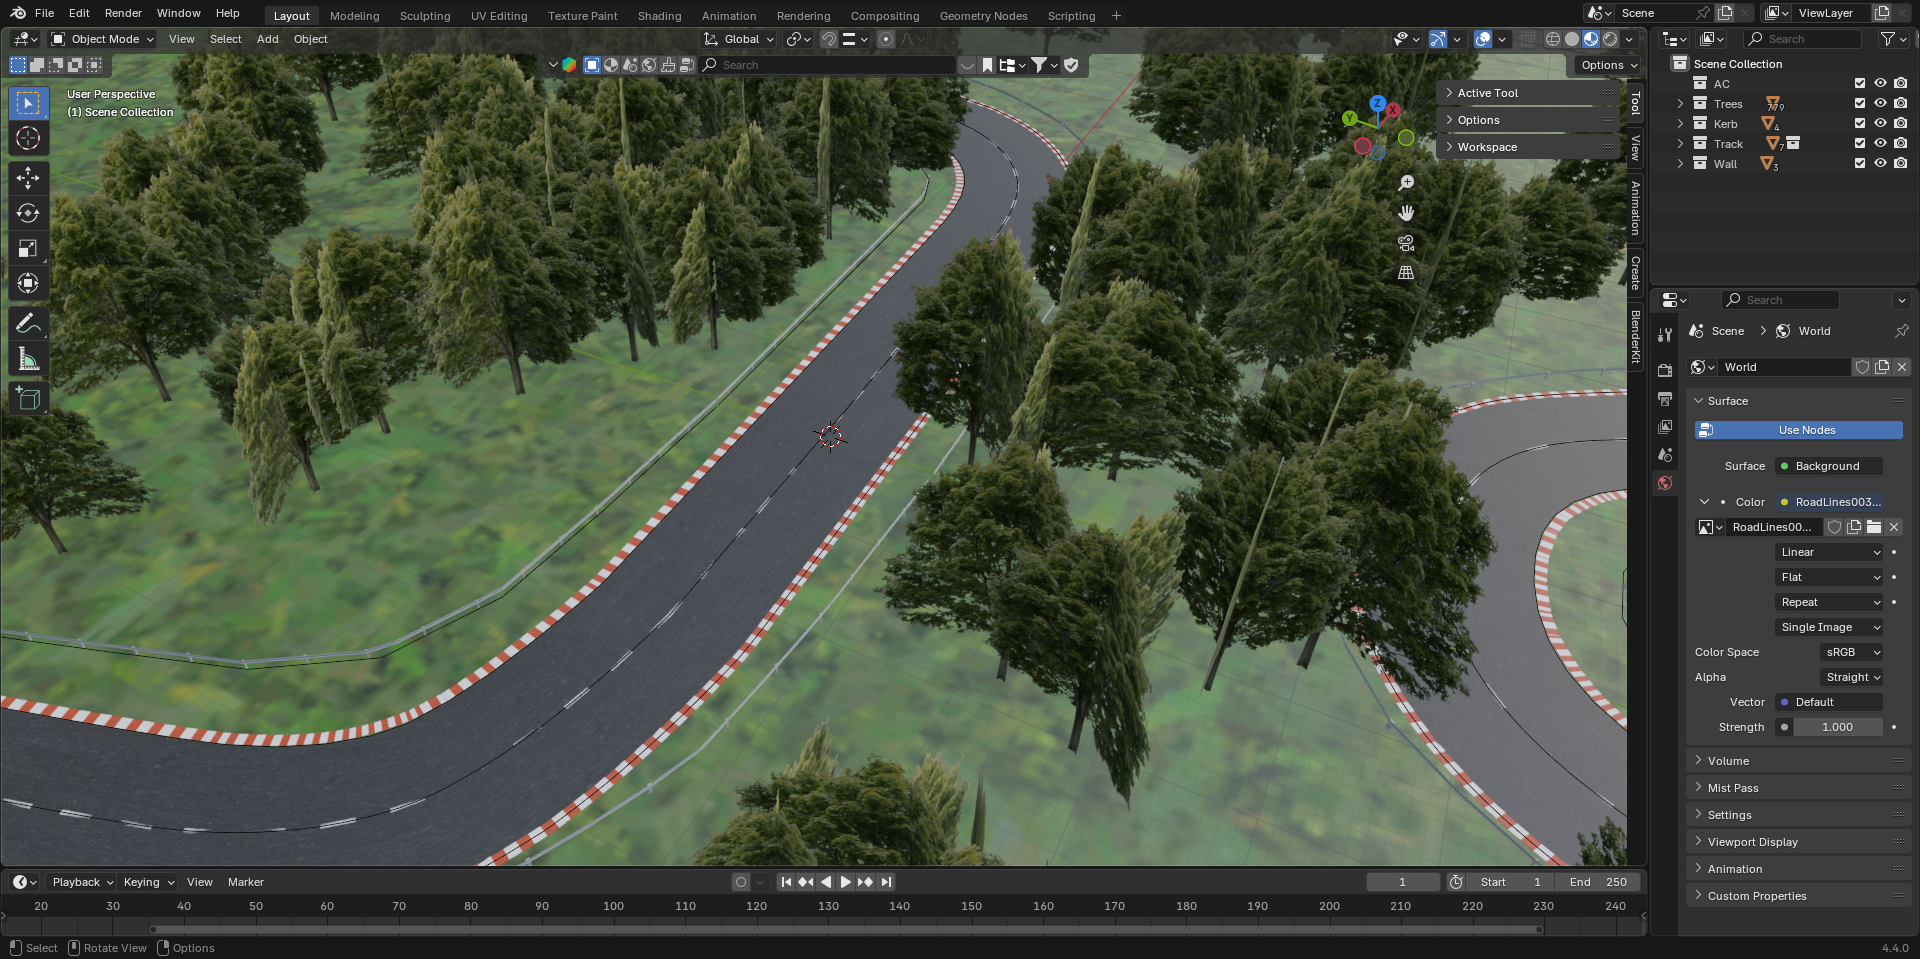 File Edit Render Window Help Layout Modeling Sculpting UV Editing Texture Paint Shading Animation Rendering Compositing Geometry Nodes Scripting + Scene ViewLayer
Object Mode View Select Add Object Global Search
Search Options
User Perspective
(1) Scene Collection
Z
X
Y
Active Tool
Options
Workspace
Tool
View
Animation
Create
BlenderKit
Scene Collection
AC
Trees 779
Kerb 4
Track 7
Wall 3
Search
Scene World
World
Surface
Use Nodes
Surface Background
Color RoadLines003...
RoadLines00...
Linear
Flat
Repeat
Single Image
Color Space sRGB
Alpha Straight
Vector Default
Strength 1.000
Volume
Mist Pass
Settings
Viewport Display
Animation
Custom Properties
Playback Keying View Marker 1 Start 1 End 250
20 30 40 50 60 70 80 90 100 110 120 130 140 150 160 170 180 190 200 210 220 230 240
Select Rotate View Options 4.4.0